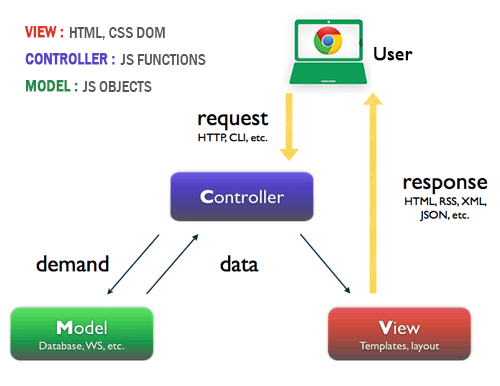 VIEW : HTML, CSS DOM
CONTROLLER : JS FUNCTIONS
MODEL : JS OBJECTS
User
request
HTTP, CLI, etc.
response
HTML, RSS, XML,
JSON, etc.
Controller
demand
data
Model
Database, WS, etc.
View
Templates, layout